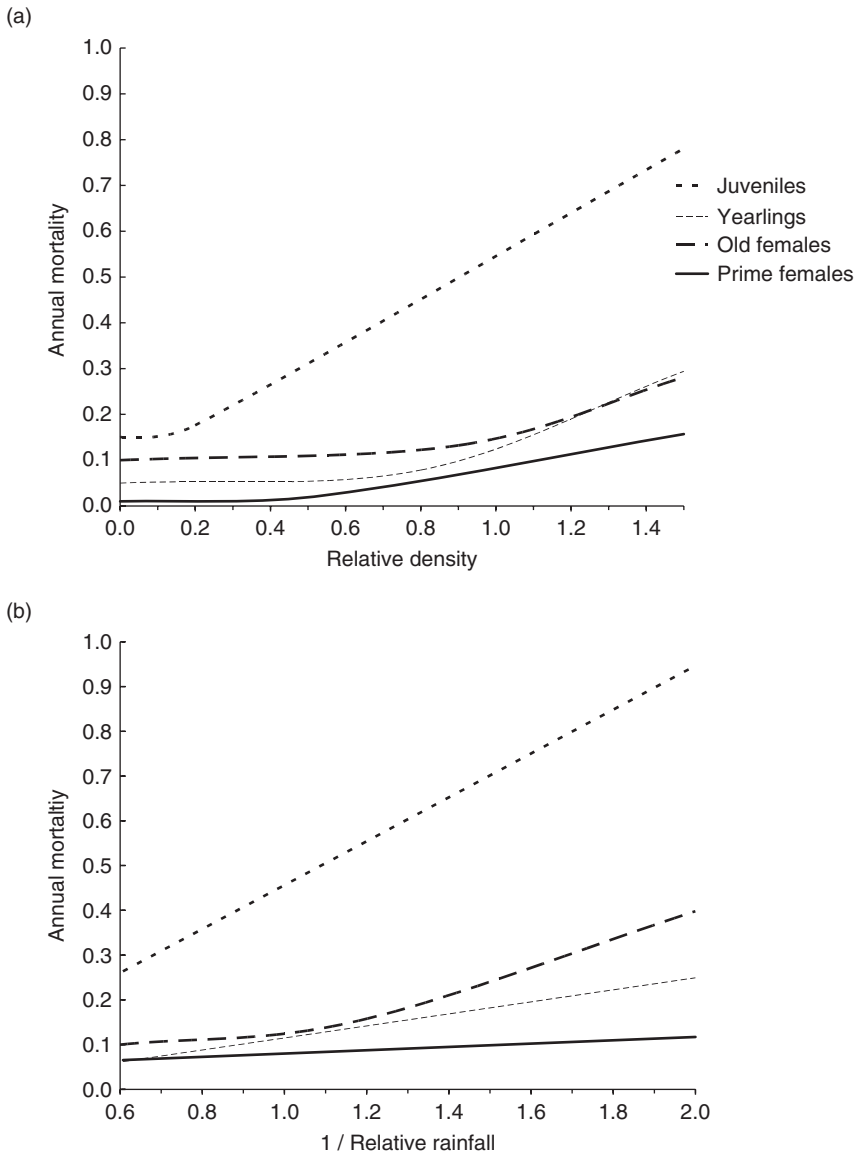 (a)
1.0
0.9
0.8
0.7
0.6
0.5
0.4
0.3
0.2
0.1
0.0
Annual mortality
0.0 0.2 0.4 0.6 0.8 1.0 1.2 1.4
Relative density
Juveniles
Yearlings
Old females
Prime females
(b)
1.0
0.9
0.8
0.7
0.6
0.5
0.4
0.3
0.2
0.1
0.0
Annual mortaltiy
0.6 0.8 1.0 1.2 1.4 1.6 1.8 2.0
1 / Relative rainfall